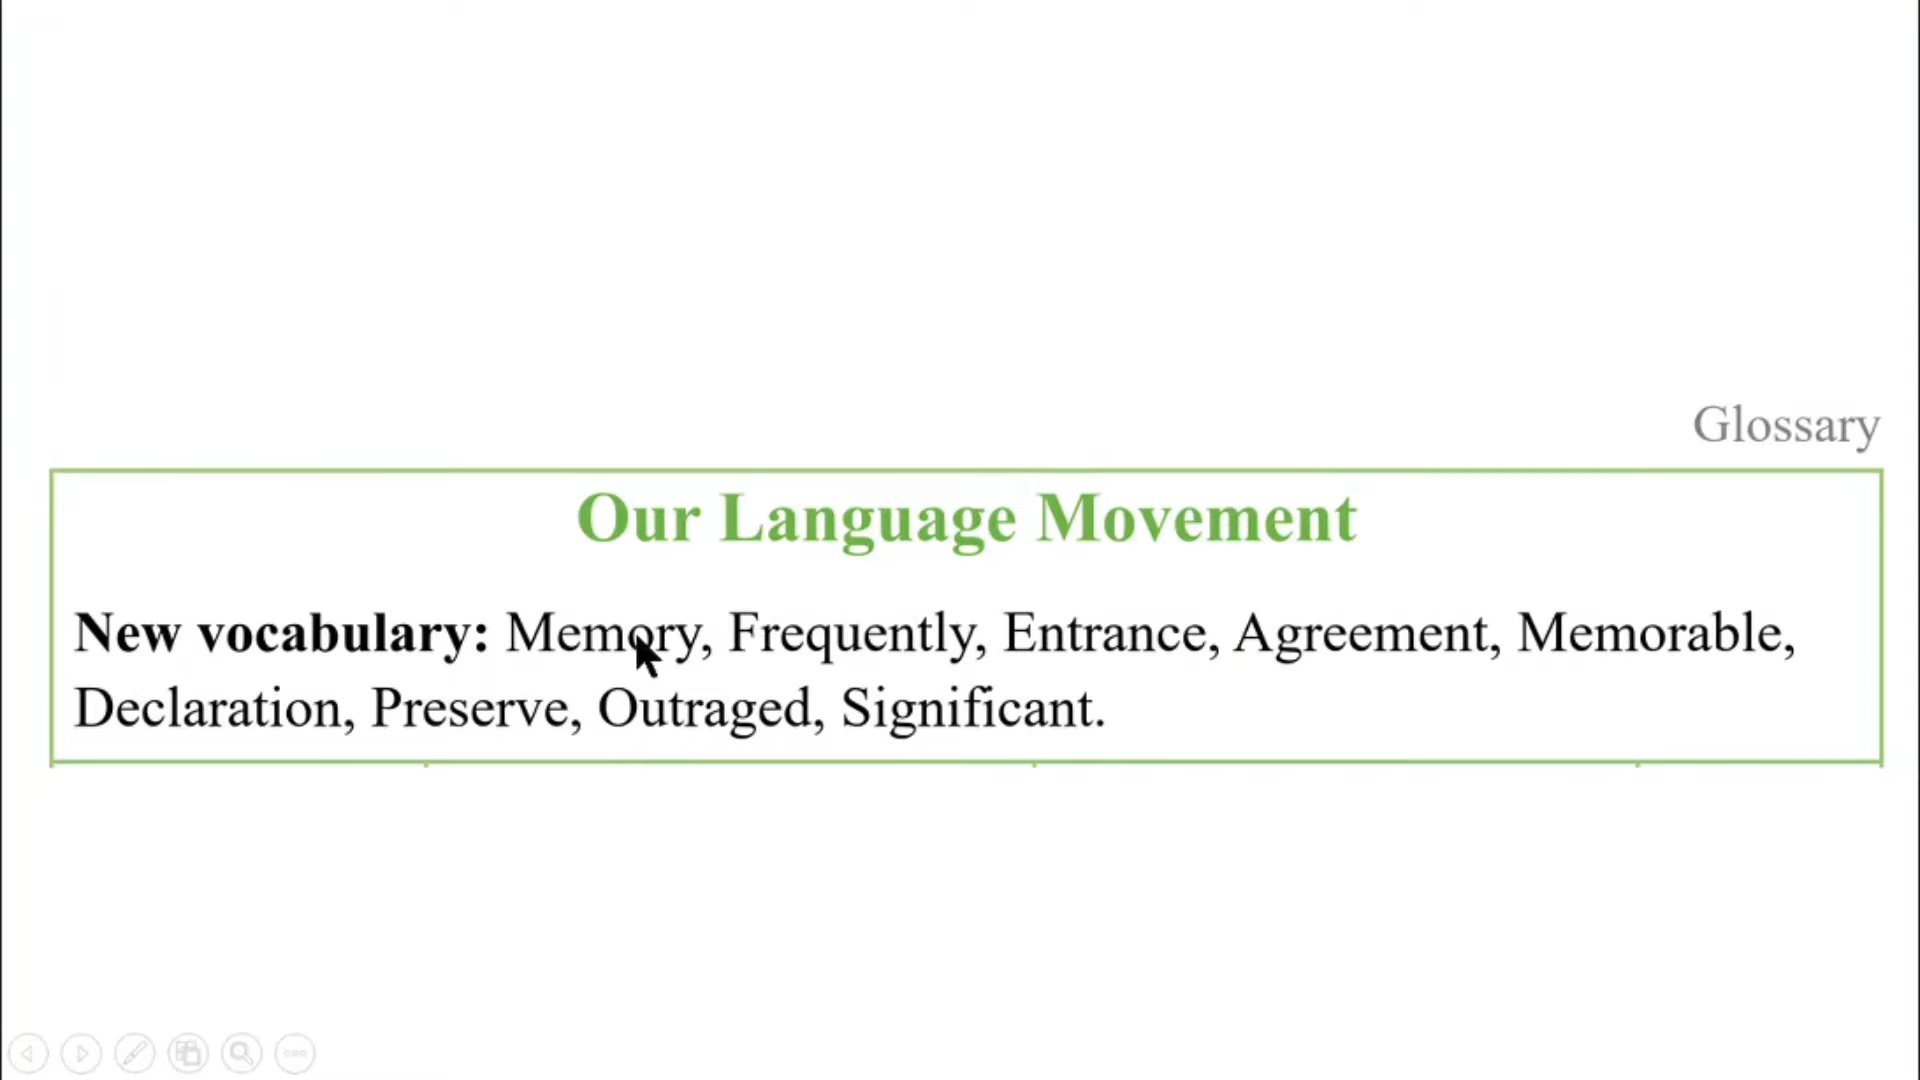 Glossary
Our Language Movement
New vocabulary: Memory, Frequently, Entrance, Agreement, Memorable,
Declaration, Preserve, Outraged, Significant.